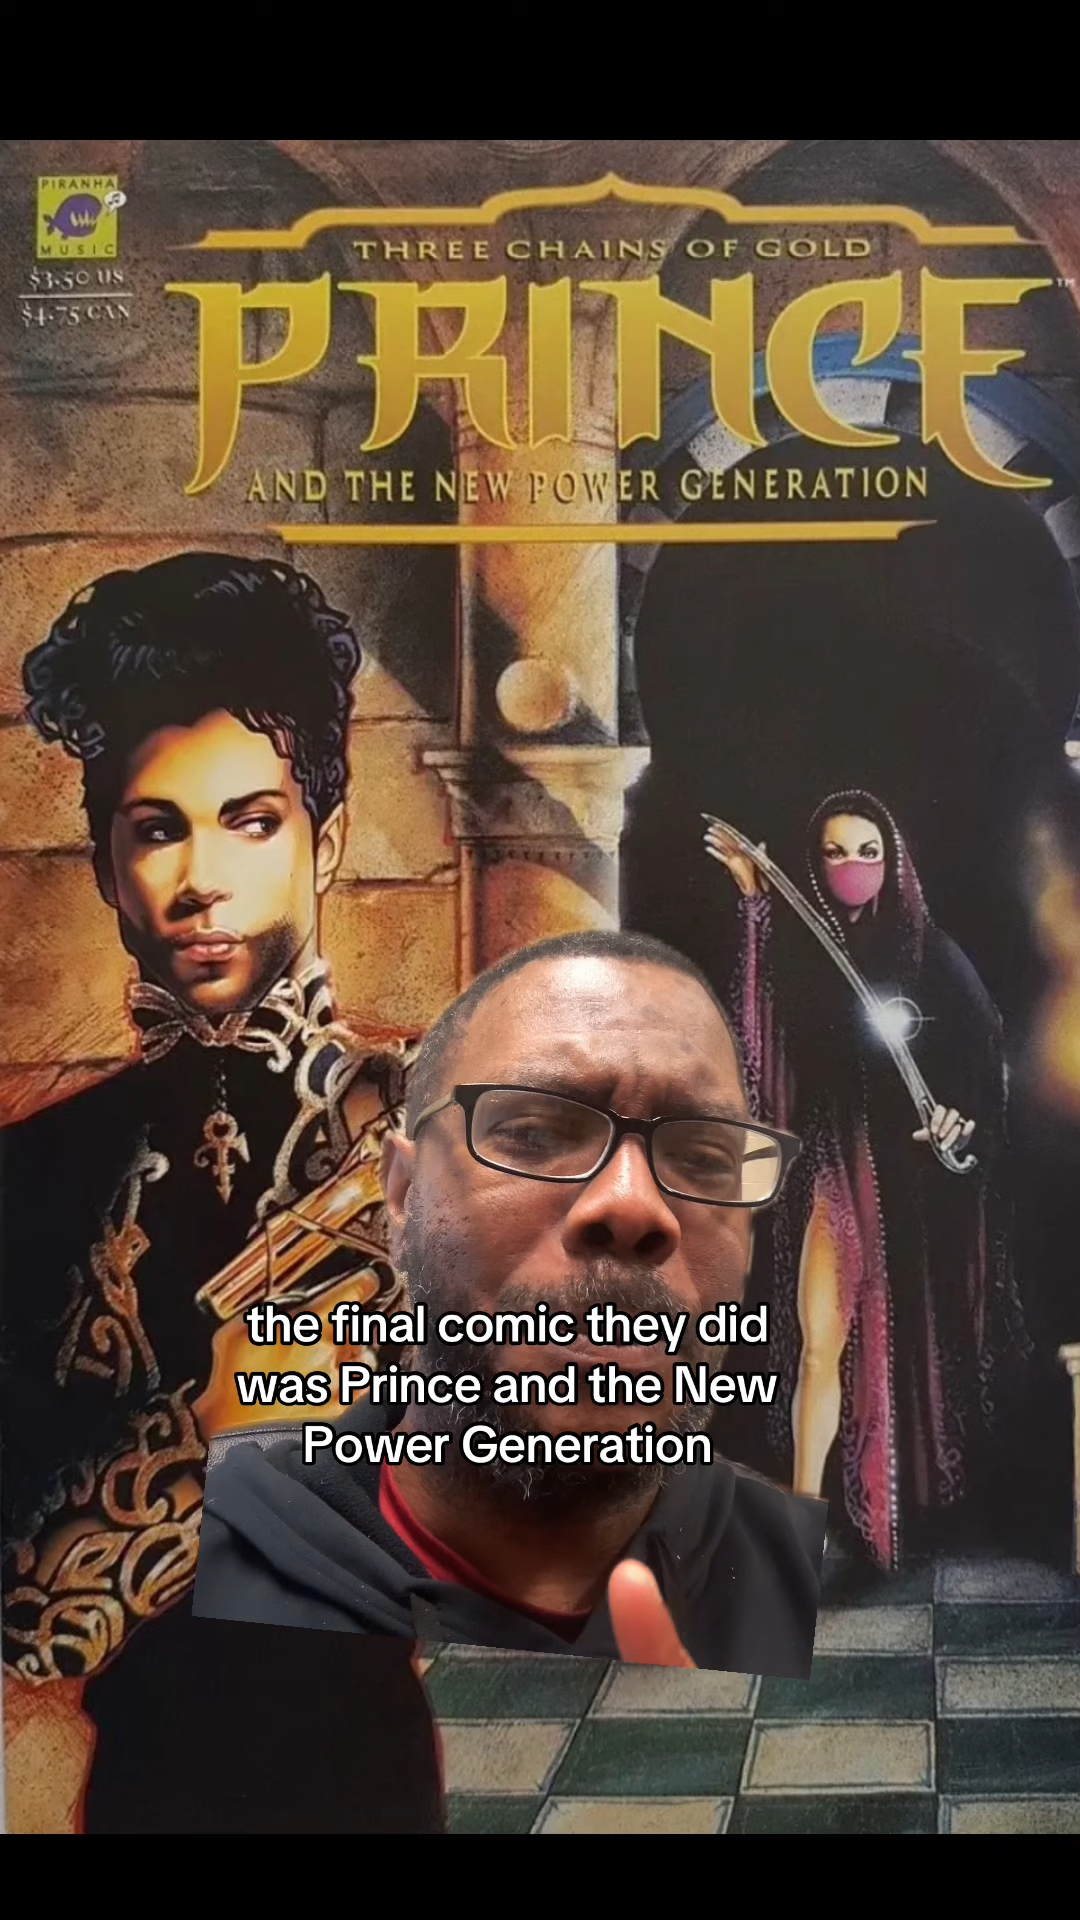 PIRANHA
MUSIC
$3.50 US
$4.75 CAN
THREE CHAINS OF GOLD
PRINCE™
AND THE NEW POWER GENERATION
the final comic they did
was Prince and the New
Power Generation